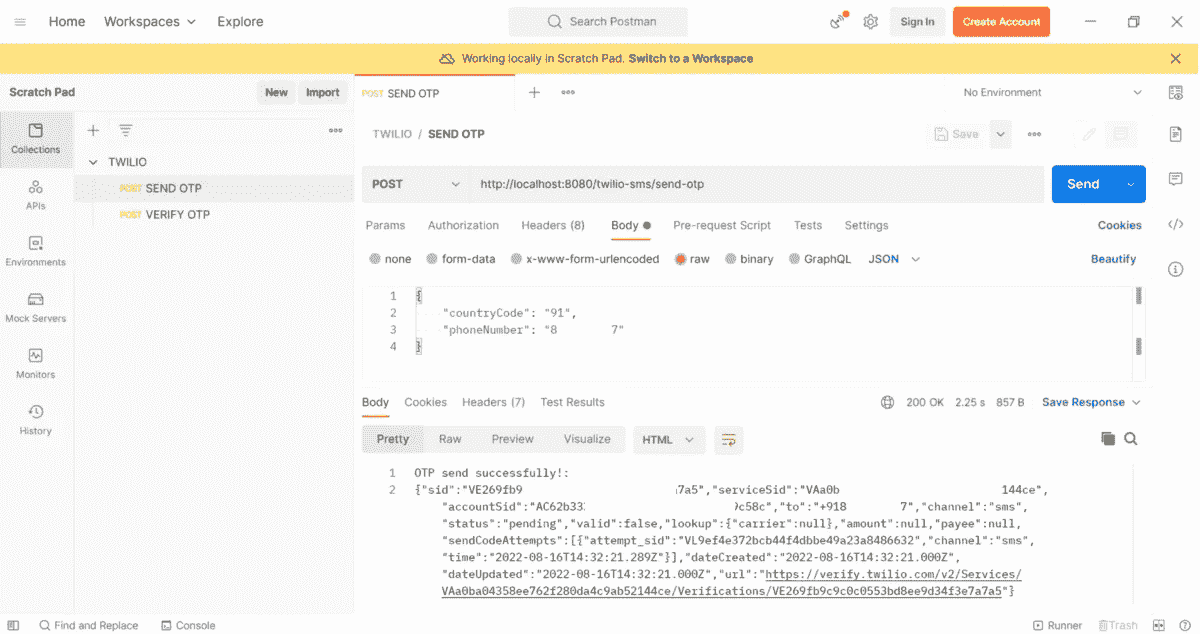 Home Workspaces Explore Search Postman Sign In Create Account
Working locally in Scratch Pad. Switch to a Workspace
Scratch Pad New Import POST SEND OTP No Environment
Collections
TWILIO
POST SEND OTP
POST VERIFY OTP
APIs
Environments
Mock Servers
Monitors
History
TWILIO / SEND OTP Save
POST http://localhost:8080/twilio-sms/send-otp Send
Params Authorization Headers (8) Body Pre-request Script Tests Settings Cookies
none form-data x-www-form-urlencoded raw binary GraphQL JSON Beautify
1 {
2 "countryCode": "91",
3 "phoneNumber": "8 7"
4 }
Body Cookies Headers (7) Test Results 200 OK 2.25 s 857 B Save Response
Pretty Raw Preview Visualize HTML
1 OTP send successfully!:
2 {"sid":"VE269fb9 7a5","serviceSid":"VAa0b 144ce",
"accountSid":"AC62b33 9c58c","to":"+918 7","channel":"sms",
"status":"pending","valid":false,"lookup":{"carrier":null},"amount":null,"payee":null,
"sendCodeAttempts":[{"attempt_sid":"VL9ef4e372bcb44f4dbbe49a23a8486632","channel":"sms",
"time":"2022-08-16T14:32:21.289Z"}],"dateCreated":"2022-08-16T14:32:21.000Z",
"dateUpdated":"2022-08-16T14:32:21.000Z","url":"https://verify.twilio.com/v2/Services/
VAa0ba04358ee762f280da4c9ab52144ce/Verifications/VE269fb9c9c0c0553bd8ee9d34f3e7a7a5"}
Find and Replace Console Runner Trash